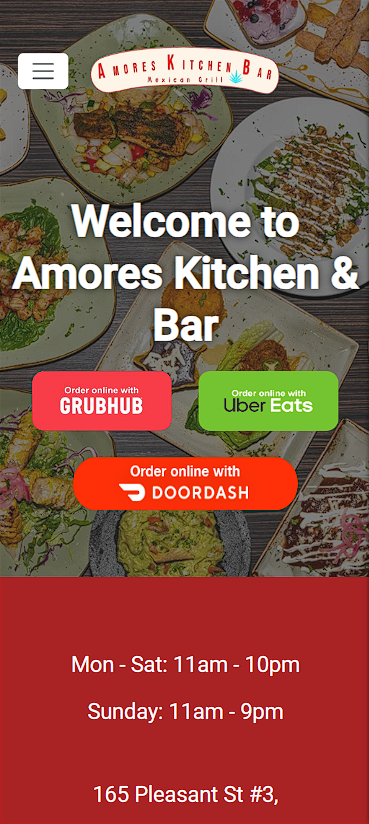 Amores Kitchen Bar
Mexican Grill
Welcome to
Amores Kitchen &
Bar
Order online with
GRUBHUB
Order online with
Uber Eats
Order online with
DOORDASH
Mon - Sat: 11am - 10pm
Sunday: 11am - 9pm
165 Pleasant St #3,